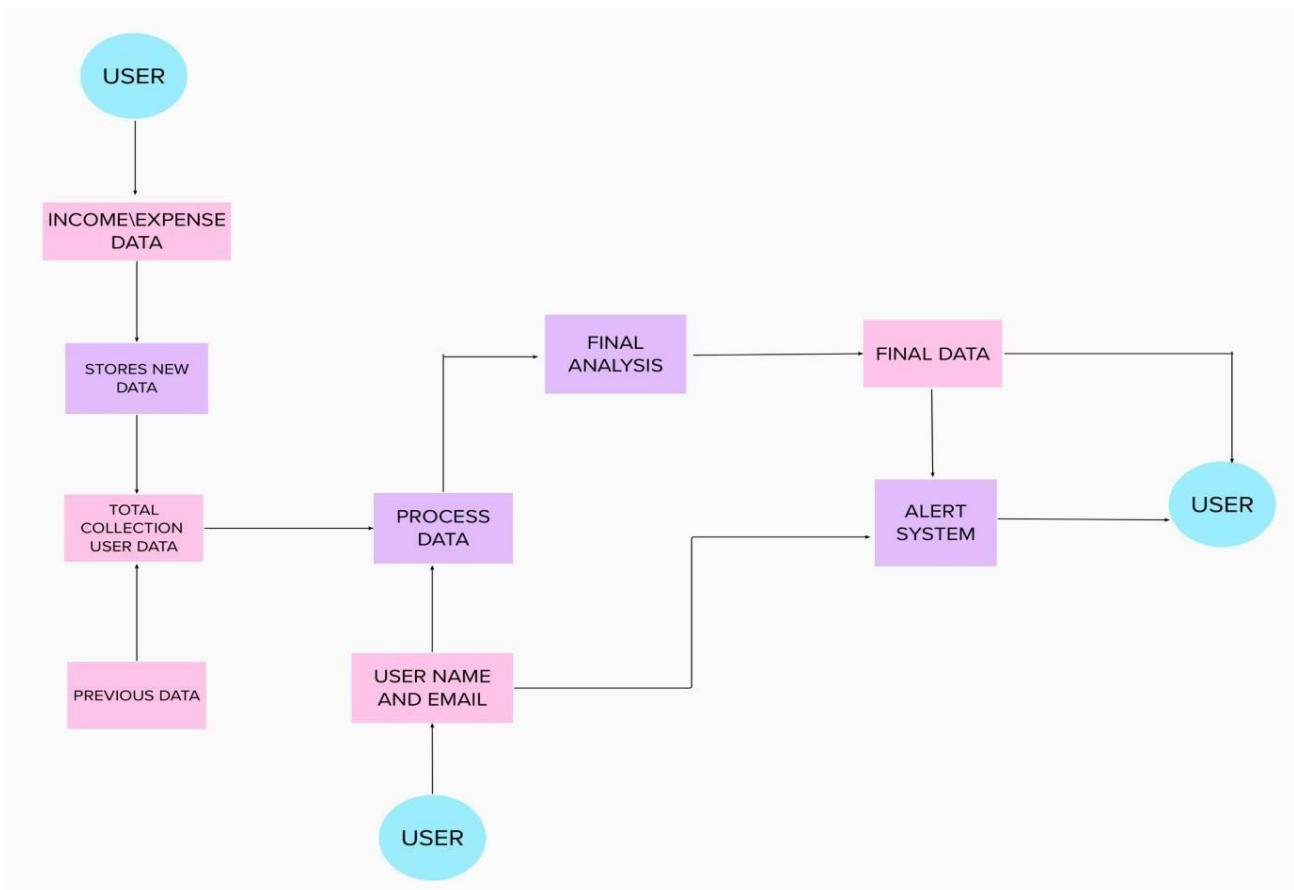 USER
INCOME\EXPENSE
DATA
STORES NEW
DATA
TOTAL
COLLECTION
USER DATA
PREVIOUS DATA
PROCESS
DATA
USER NAME
AND EMAIL
USER
FINAL
ANALYSIS
FINAL DATA
ALERT
SYSTEM
USER